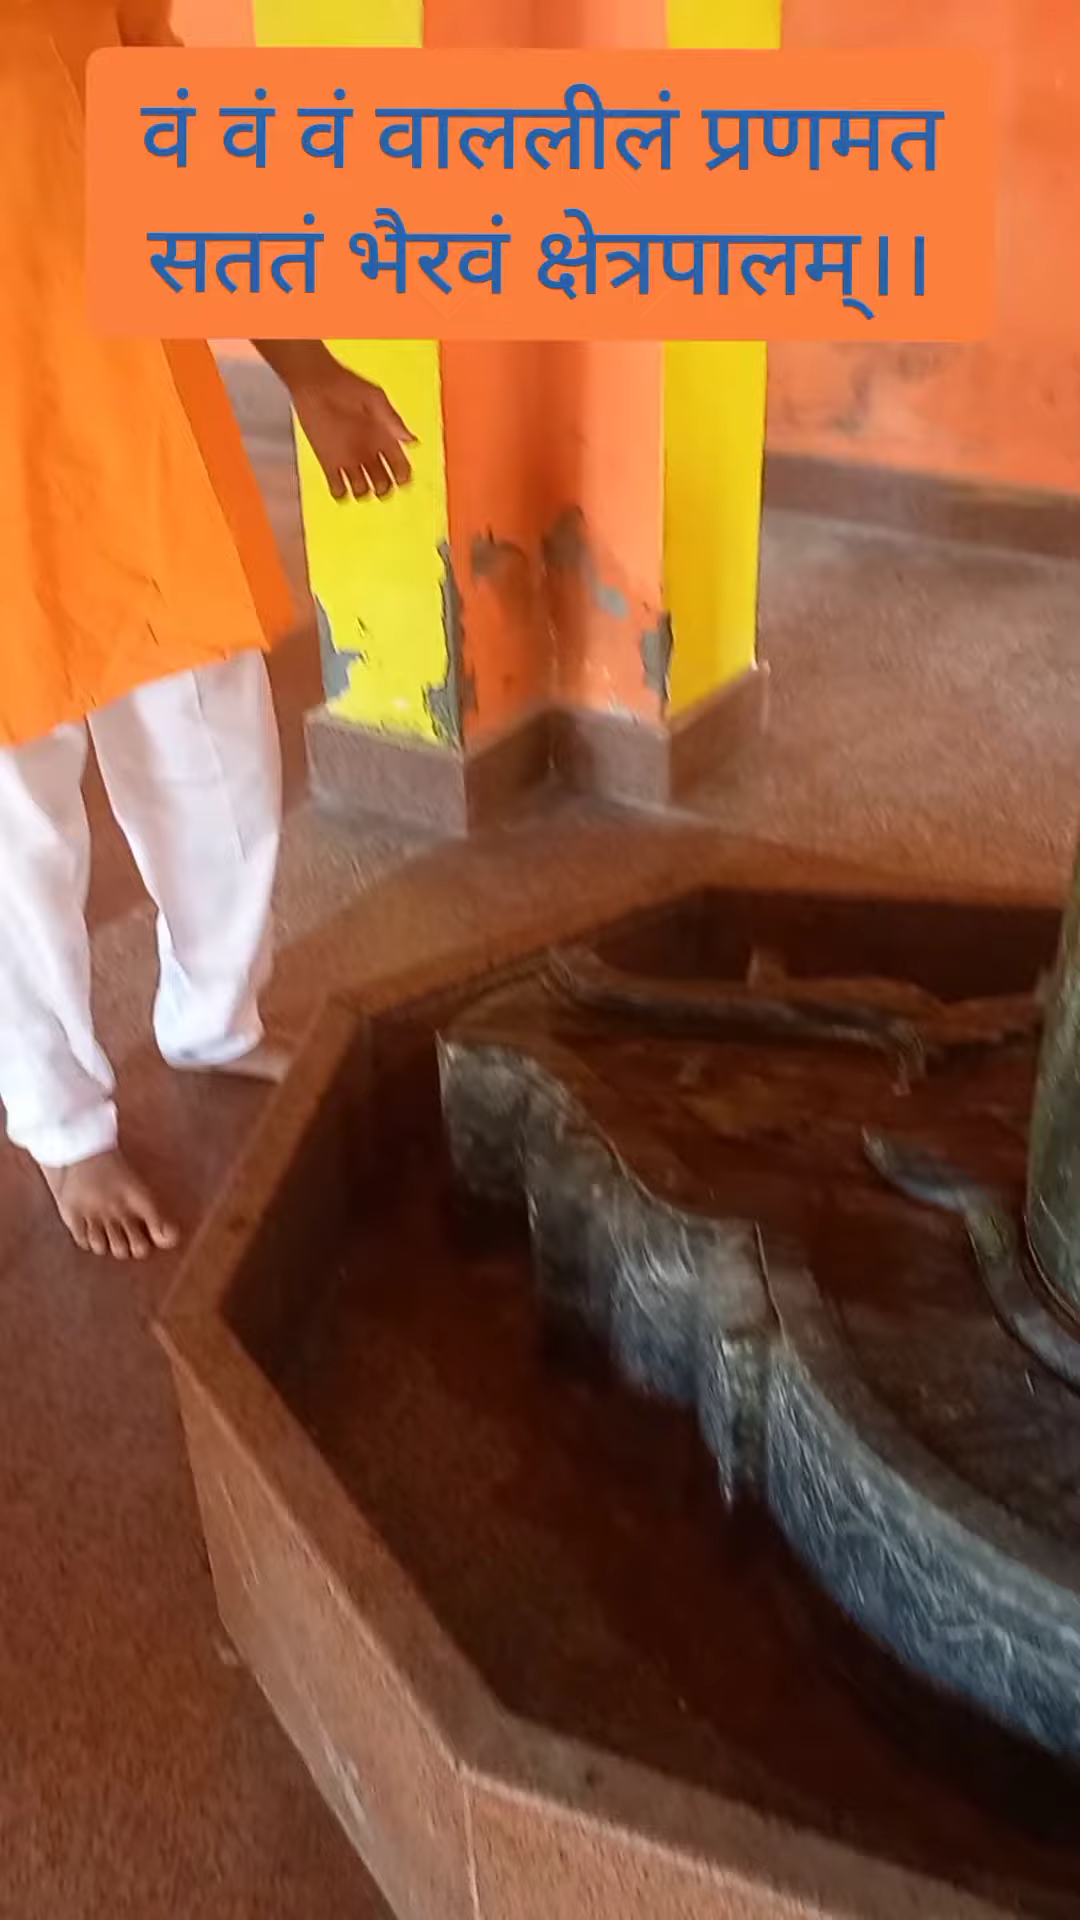 वं वं वं वाललीलं प्रणमत
सततं भैरवं क्षेत्रपालम्।।